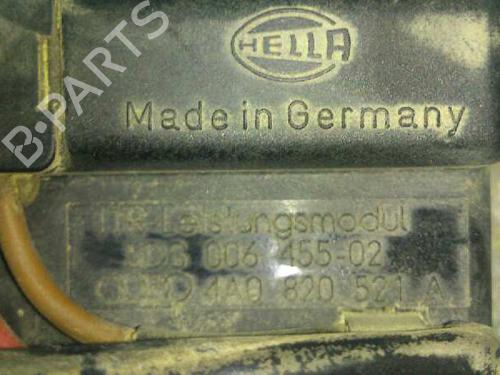 HELLA
B-PARTS
Made in Germany
Leistungsmodul
006 455-02
4A0 820 521 A